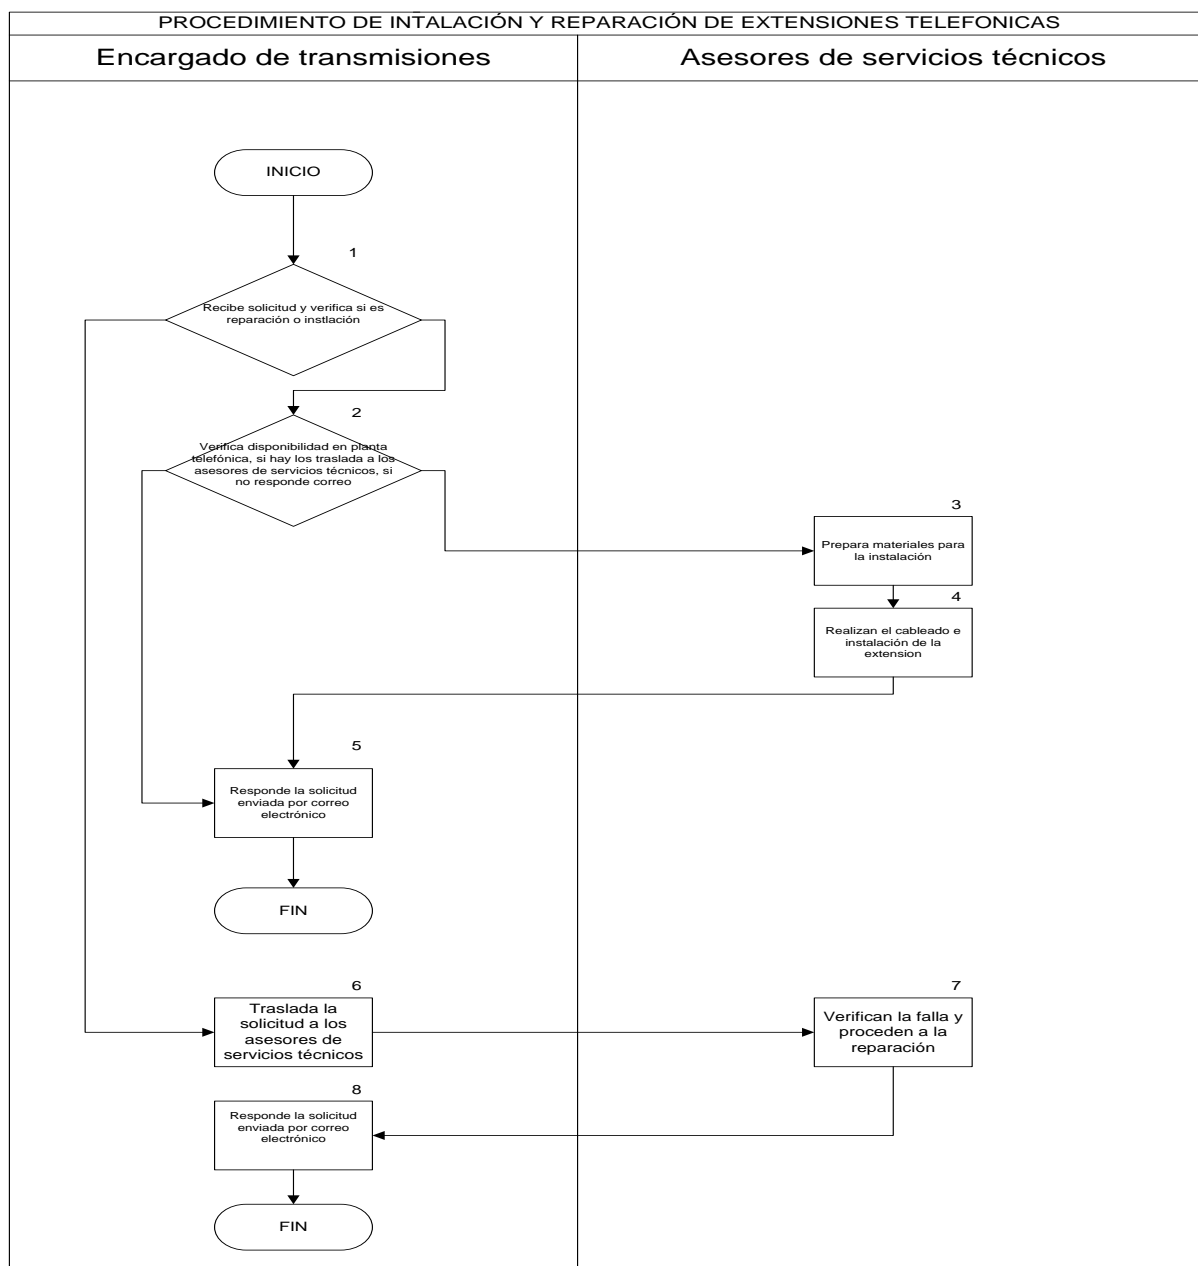 PROCEDIMIENTO DE INTALACIÓN Y REPARACIÓN DE EXTENSIONES TELEFONICAS
Encargado de transmisiones
Asesores de servicios técnicos
INICIO
1
Recibe solicitud y verifica si es
reparación o instlación
2
Verifica disponibilidad en planta
telefónica, si hay los traslada a los
asesores de servicios técnicos, si
no responde correo
3
Prepara materiales para
la instalación
4
Realizan el cableado e
instalación de la
extension
5
Responde la solicitud
enviada por correo
electrónico
FIN
6
Traslada la
solicitud a los
asesores de
servicios técnicos
7
Verifican la falla y
proceden a la
reparación
8
Responde la solicitud
enviada por correo
electrónico
FIN